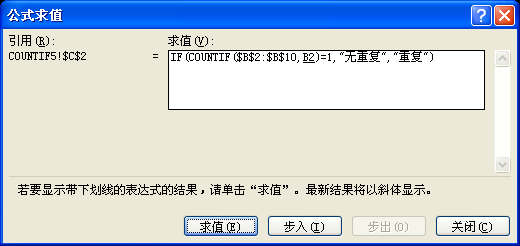 公式求值
引用(R):
求值(V):
COUNTIF5!$C$2 = IF(COUNTIF($B$2:$B$10,B2)=1,"无重复","重复")
若要显示带下划线的表达式的结果，请单击“求值”。最新结果将以斜体显示。
求值(E) 步入(I) 步出(O) 关闭(C)